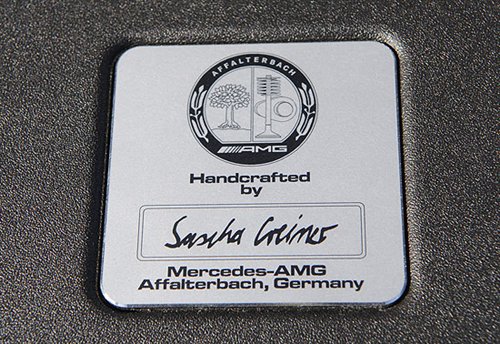 AFFALTERBACH
AMG
Handcrafted
by
Sascha Greiner
Mercedes-AMG
Affalterbach, Germany